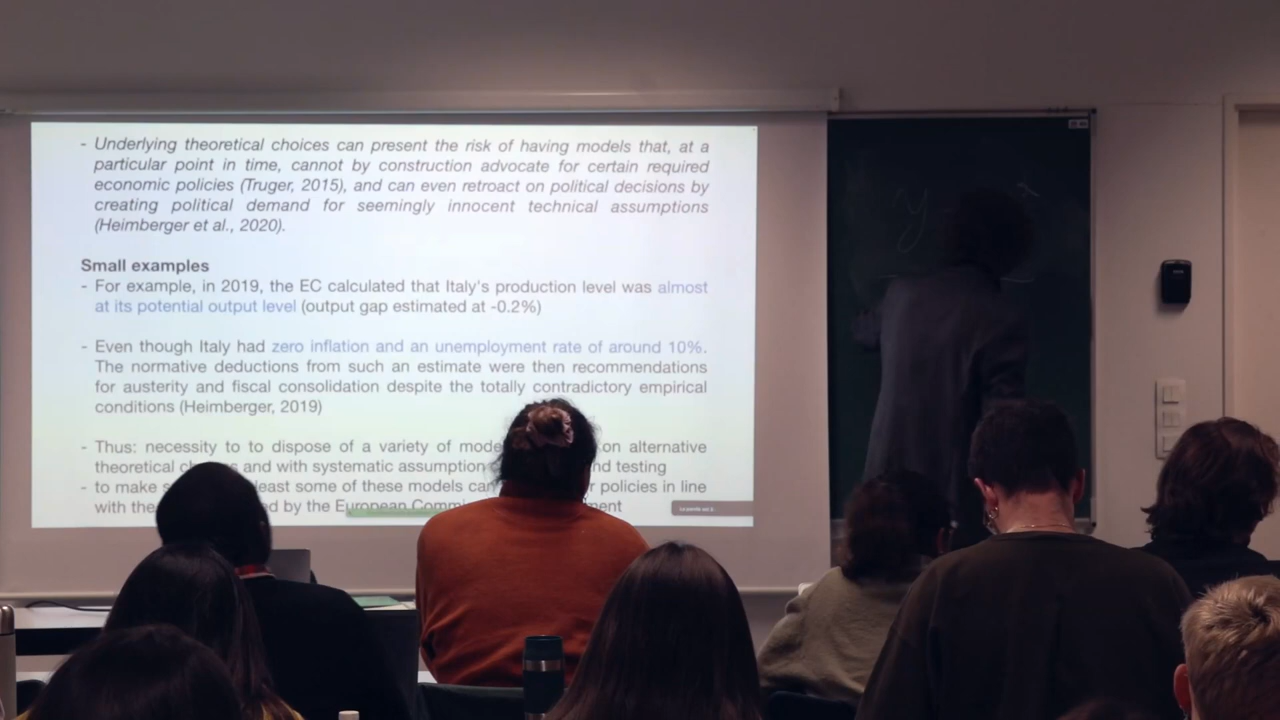 - Underlying theoretical choices can present the risk of having models that, at a
particular point in time, cannot by construction advocate for certain required
economic policies (Truger, 2015), and can even retroact on political decisions by
creating political demand for seemingly innocent technical assumptions
(Heimberger et al., 2020).
Small examples
- For example, in 2019, the EC calculated that Italy's production level was almost
at its potential output level (output gap estimated at -0.2%)
- Even though Italy had zero inflation and an unemployment rate of around 10%.
The normative deductions from such an estimate were then recommendations
for austerity and fiscal consolidation despite the totally contradictory empirical
conditions (Heimberger, 2019)
- Thus: necessity to to dispose of a variety of on alternative
theoretical and with systematic assumption testing
- to make least some of these models can policies in line
with the by the European
y